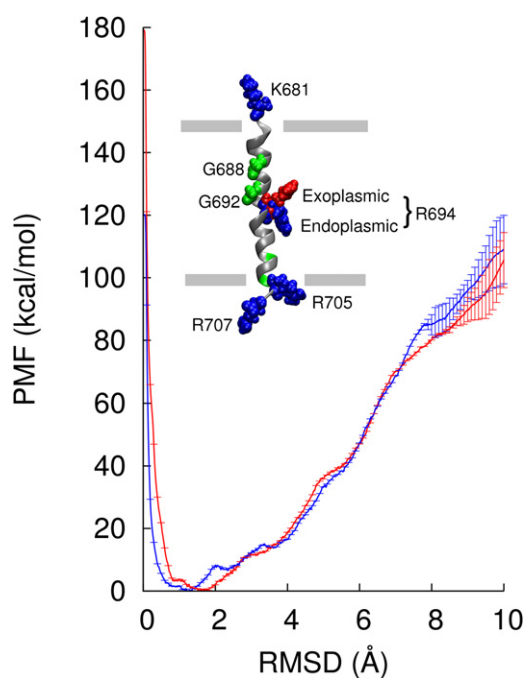 180
160
140
120
100
80
60
40
20
0
PMF (kcal/mol)
K681
G688
G692
Exoplasmic
Endoplasmic
} R694
R705
R707
0 2 4 6 8 10
RMSD (Å)